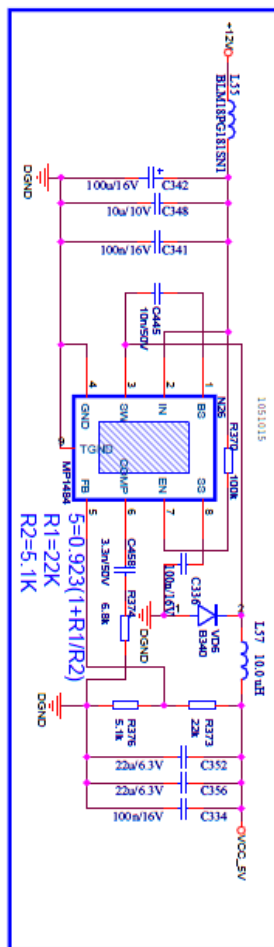 +12V
L55
BLM18PG181SN1
DGND
100u/16V
C342
10u/10V
C348
100n/16V
C341
C445
10n/50V
4
3
2
1
GND
SW
IN
BS
N26
1051015
TGND
9
MP1484
FB
COMP
EN
SS
5
6
7
8
R370
100k
5=0.923(1+R1/R2)
R1=22K
R2=5.1K
C458
3.3n/50V
R374
6.8k
100n/16V
C336
DGND
1
2
VD6
B340
L57
10.0uH
DGND
R376
5.1k
R373
22k
22u/6.3V
C352
22u/6.3V
C356
100n/16V
C334
VCC_5V